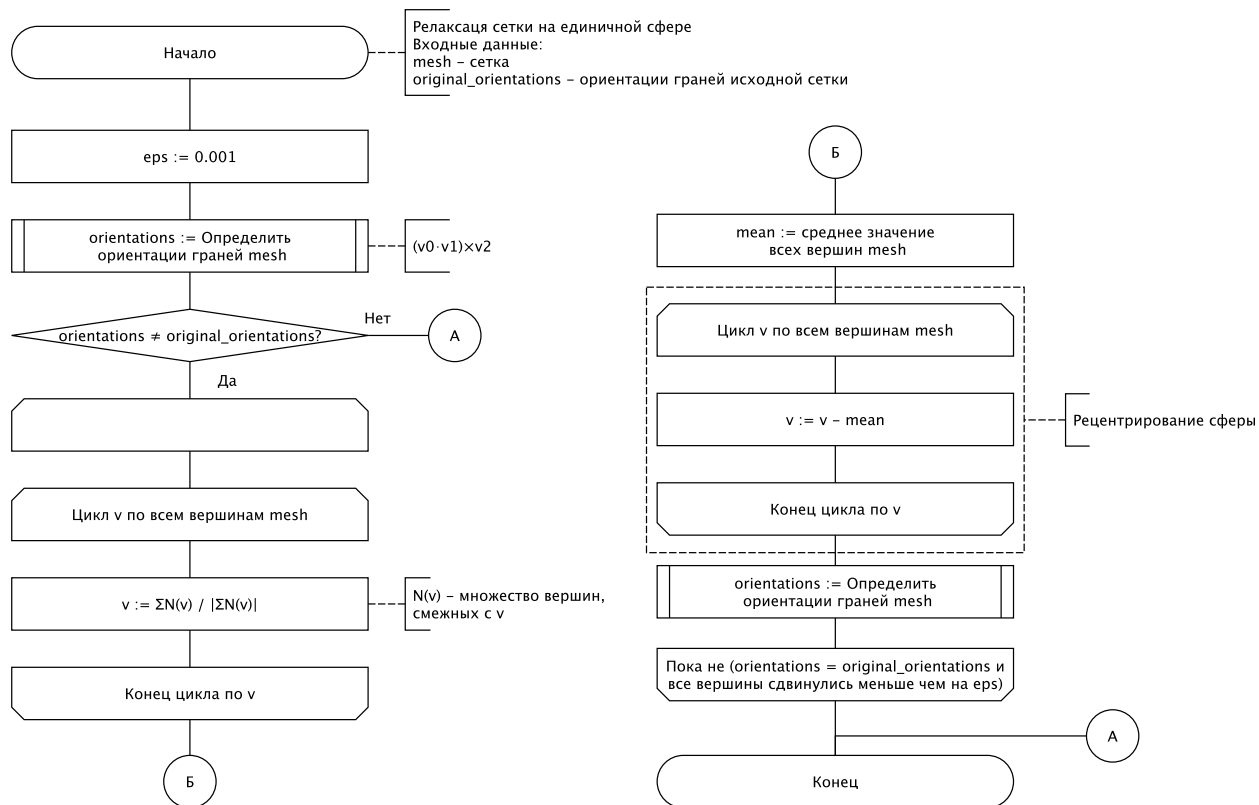 Начало
Релаксаця сетки на единичной сфере
Входные данные:
mesh – сетка
original_orientations – ориентации граней исходной сетки
eps := 0.001
orientations := Определить
ориентации граней mesh
(v0·v1)×v2
orientations ≠ original_orientations?
Нет
А
Да
Цикл v по всем вершинам mesh
v := ΣN(v) / |ΣN(v)|
N(v) – множество вершин,
смежных с v
Конец цикла по v
Б
Б
mean := среднее значение
всех вершин mesh
Цикл v по всем вершинам mesh
v := v – mean
Рецентрирование сферы
Конец цикла по v
orientations := Определить
ориентации граней mesh
Пока не (orientations = original_orientations и
все вершины сдвинулись меньше чем на eps)
А
Конец